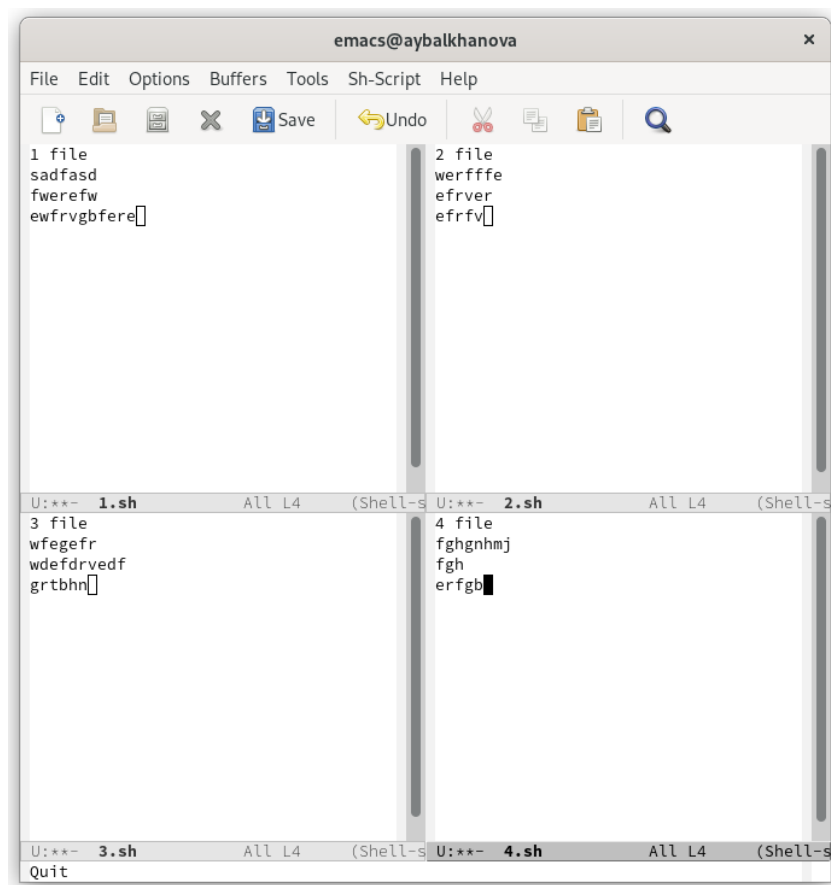 emacs@aybalkhanova
File Edit Options Buffers Tools Sh-Script Help
Save Undo
1 file
sadfasd
fwerefw
ewfrvgbfere
U:**- 1.sh All L4 (Shell-s
2 file
werfffe
efrver
efrfv
U:**- 2.sh All L4 (Shell-s
3 file
wfegefr
wdefdrvedf
grtbhn
U:**- 3.sh All L4 (Shell-s
4 file
fghgnhmj
fgh
erfgb
U:**- 4.sh All L4 (Shell-s
Quit